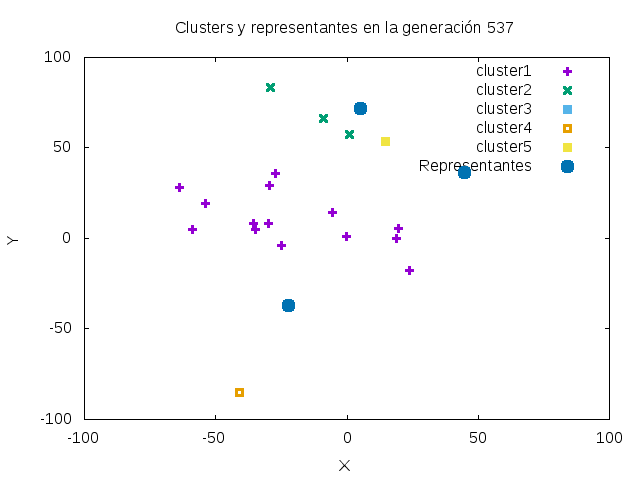 Clusters y representantes en la generación 537
100
50
0
-50
-100
-100
-50
0
50
100
X
Y
cluster1
cluster2
cluster3
cluster4
cluster5
Representantes